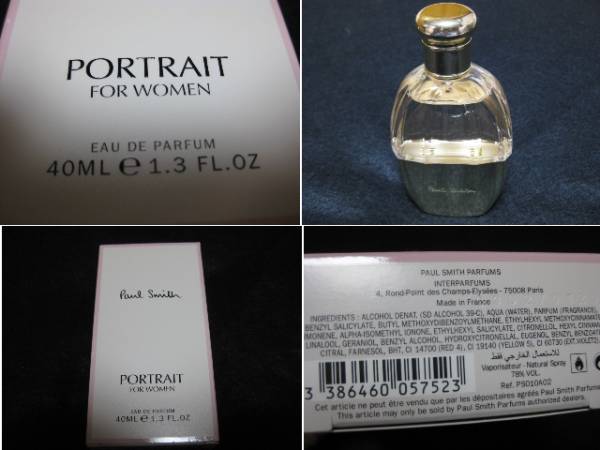 PORTRAIT
FOR WOMEN
EAU DE PARFUM
40ML e 1.3 FL.OZ
Paul Smith
Paul Smith
PORTRAIT
FOR WOMEN
EAU DE PARFUM
40ML e 1.3 FL.OZ
PAUL SMITH PARFUMS
INTERPARFUMS
4, Rond-Point des Champs-Elysées - 75008 Paris
Made in France
INGREDIENTS : ALCOHOL DENAT. (SD ALCOHOL 39-C), AQUA (WATER), PARFUM (FRAGRANCE),
BENZYL SALICYLATE, BUTYL METHOXYDIBENZOYLMETHANE, ETHYLHEXYL METHOXYCINNAMATE,
LIMONENE, ALPHA-ISOMETHYL IONONE, ETHYLHEXYL SALICYLATE, CITRONELLOL, HEXYL CINNAMAL,
LINALOOL, GERANIOL, BENZYL ALCOHOL, HYDROXYCITRONELLAL, EUGENOL, BENZYL
CITRAL, FARNESOL, BHT, CI 14700 (RED 4), CI 19140 (YELLOW 5), CI 60730 (EXT.VIOLET2)
للاستعمال الخارجي فقط
Vaporisateur - Natural Spray
78% VOL.
Ref. PS010A02
3 386460 057523
Cet article ne peut être vendu que par les dépositaires agréés Paul Smith Parfums
This article may only be sold by Paul Smith Parfums authorized dealers.